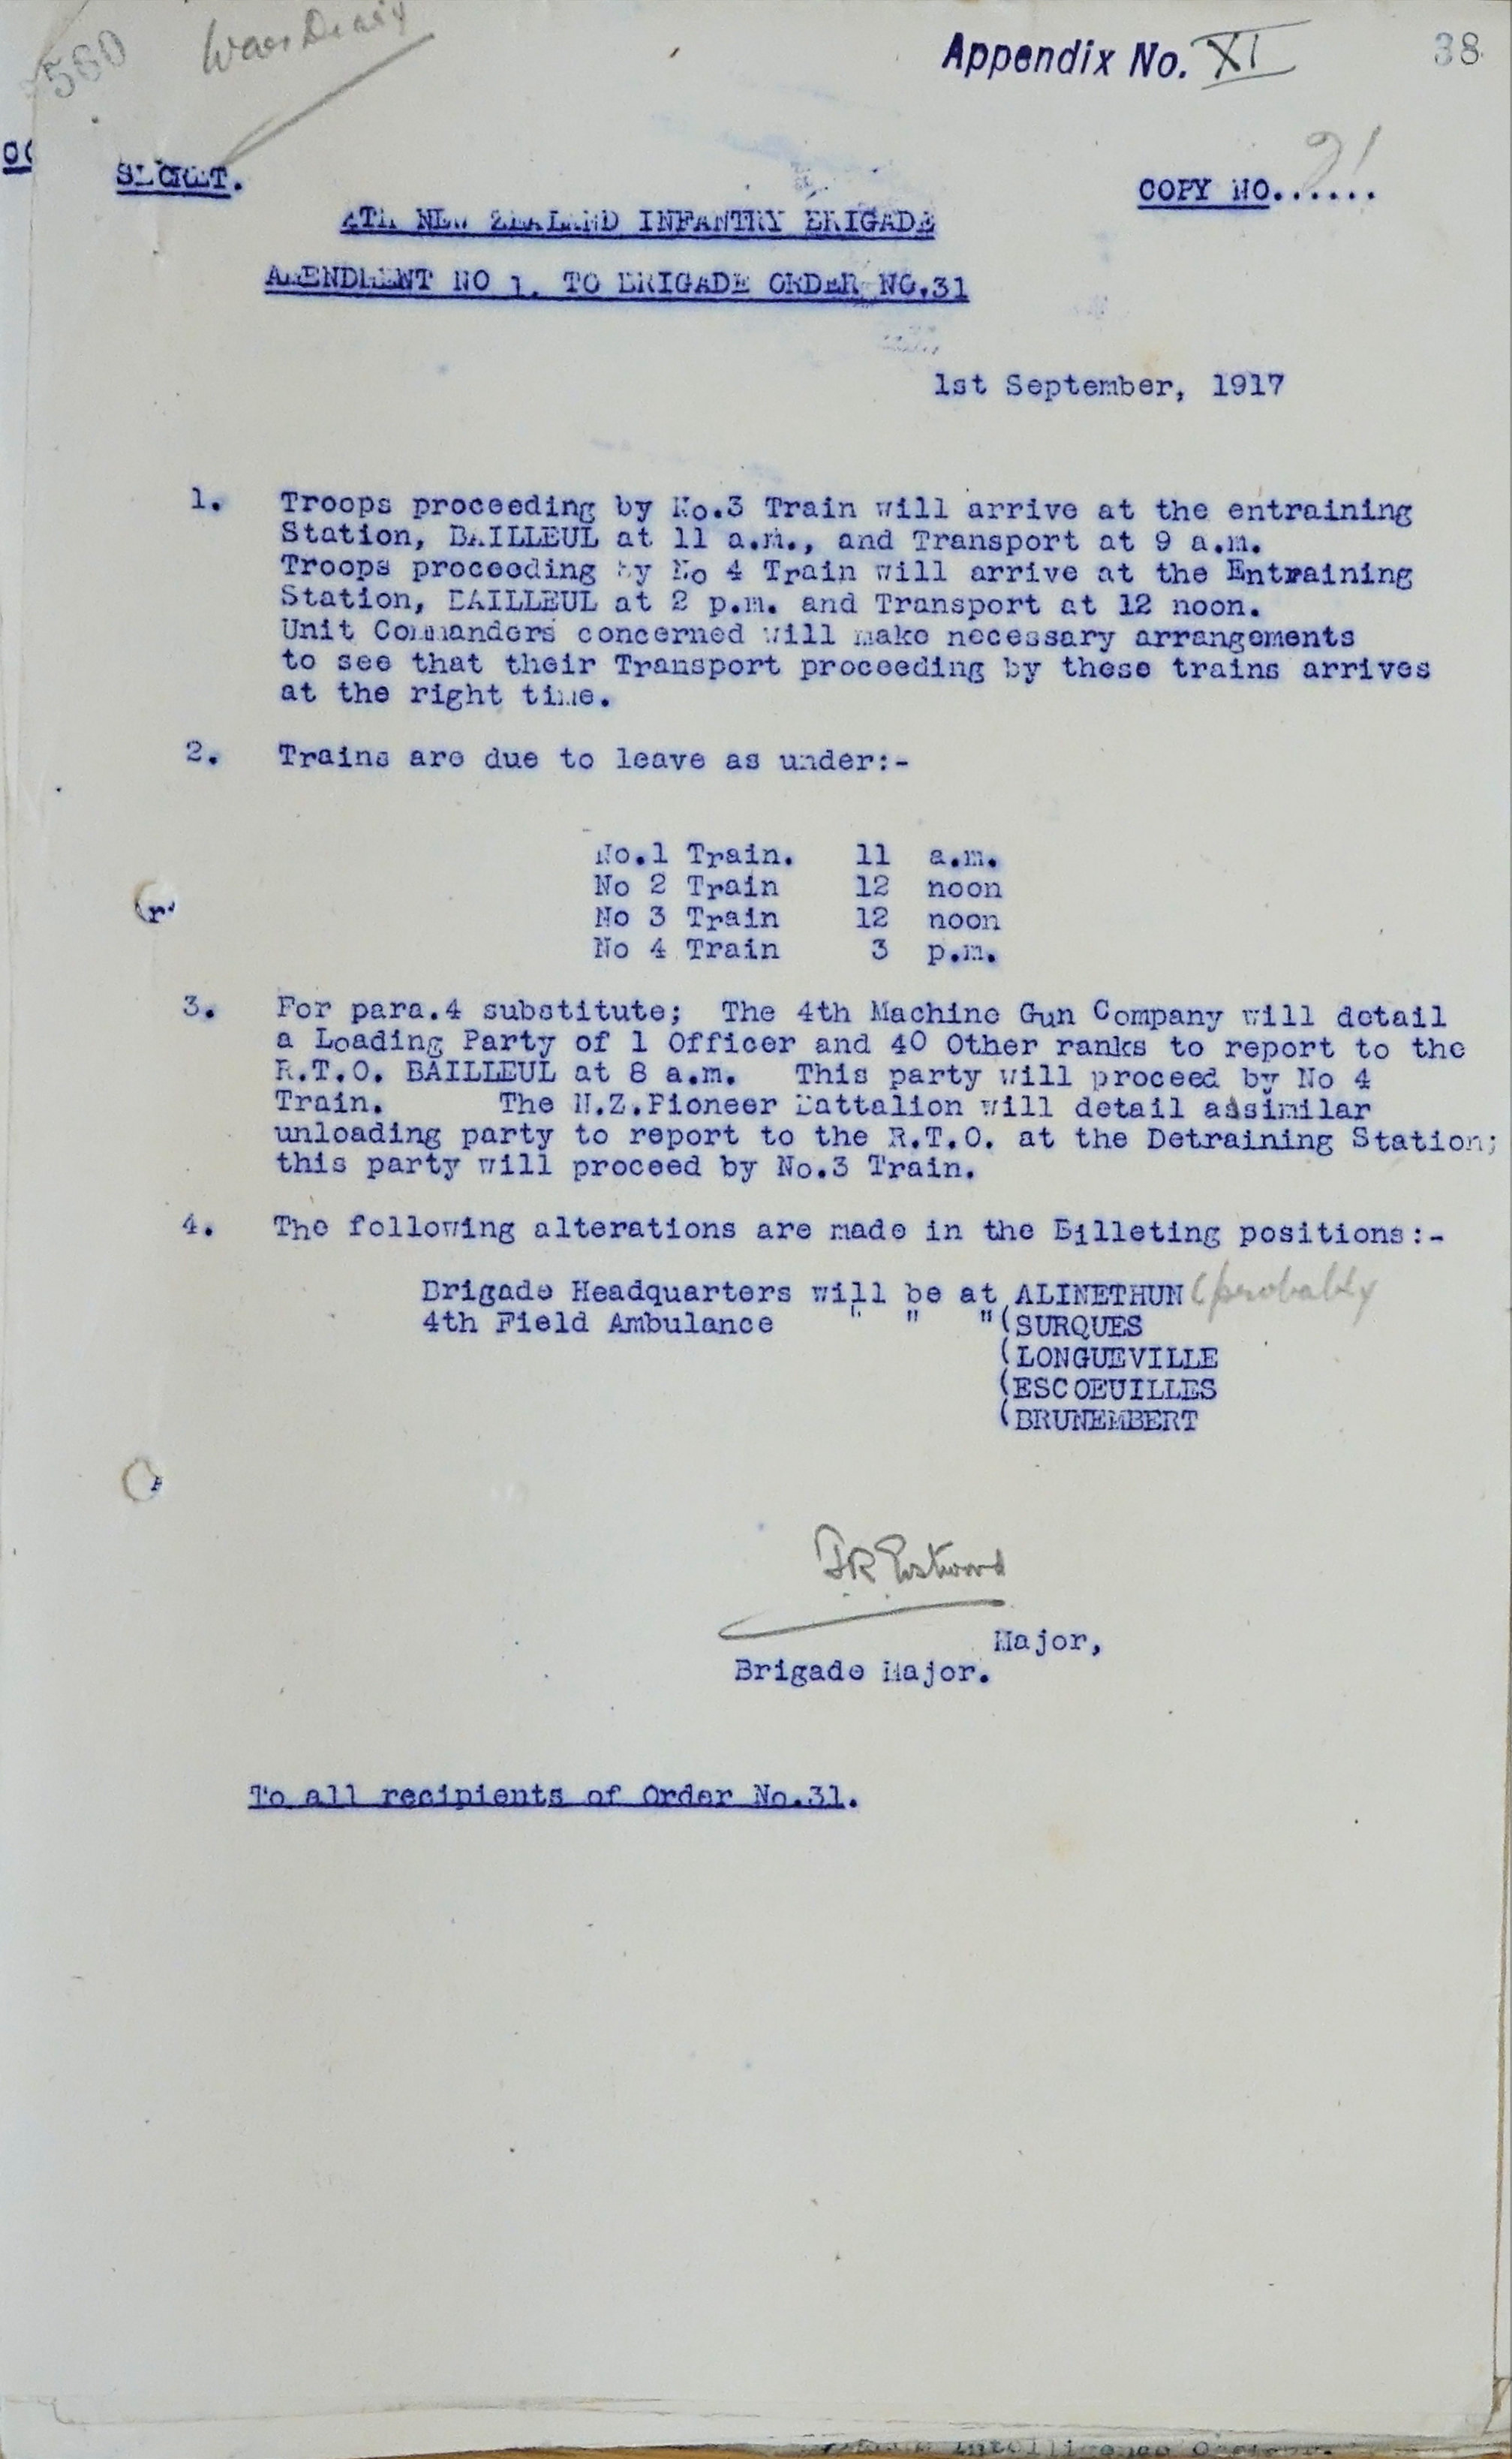 560 War Diary
Appendix No. XI
38
SECRET.
COPY NO......
21
4TH NEW ZEALAND INFANTRY BRIGADE
AMENDMENT NO 1. TO BRIGADE ORDER NO.31
1st September, 1917
1. Troops proceeding by No.3 Train will arrive at the entraining
Station, BAILLEUL at 11 a.m., and Transport at 9 a.m.
Troops proceeding by No 4 Train will arrive at the Entraining
Station, BAILLEUL at 2 p.m. and Transport at 12 noon.
Unit Commanders concerned will make necessary arrangements
to see that their Transport proceeding by these trains arrives
at the right time.
2. Trains are due to leave as under:-
No.1 Train. 11 a.m.
No 2 Train 12 noon
No 3 Train 12 noon
No 4 Train 3 p.m.
3. For para.4 substitute; The 4th Machine Gun Company will detail
a Loading Party of 1 Officer and 40 Other ranks to report to the
R.T.O. BAILLEUL at 8 a.m. This party will proceed by No 4
Train. The N.Z.Pioneer Battalion will detail assimilar
unloading party to report to the R.T.O. at the Detraining Station;
this party will proceed by No.3 Train.
4. The following alterations are made in the Billeting positions:-
Brigade Headquarters will be at ALINETHUN (probably
4th Field Ambulance " " "(SURQUES
(LONGUEVILLE
(ESCOEUILLES
(BRUNEMBERT
T.R. Eastwood
Major,
Brigade Major.
To all recipients of Order No.31.